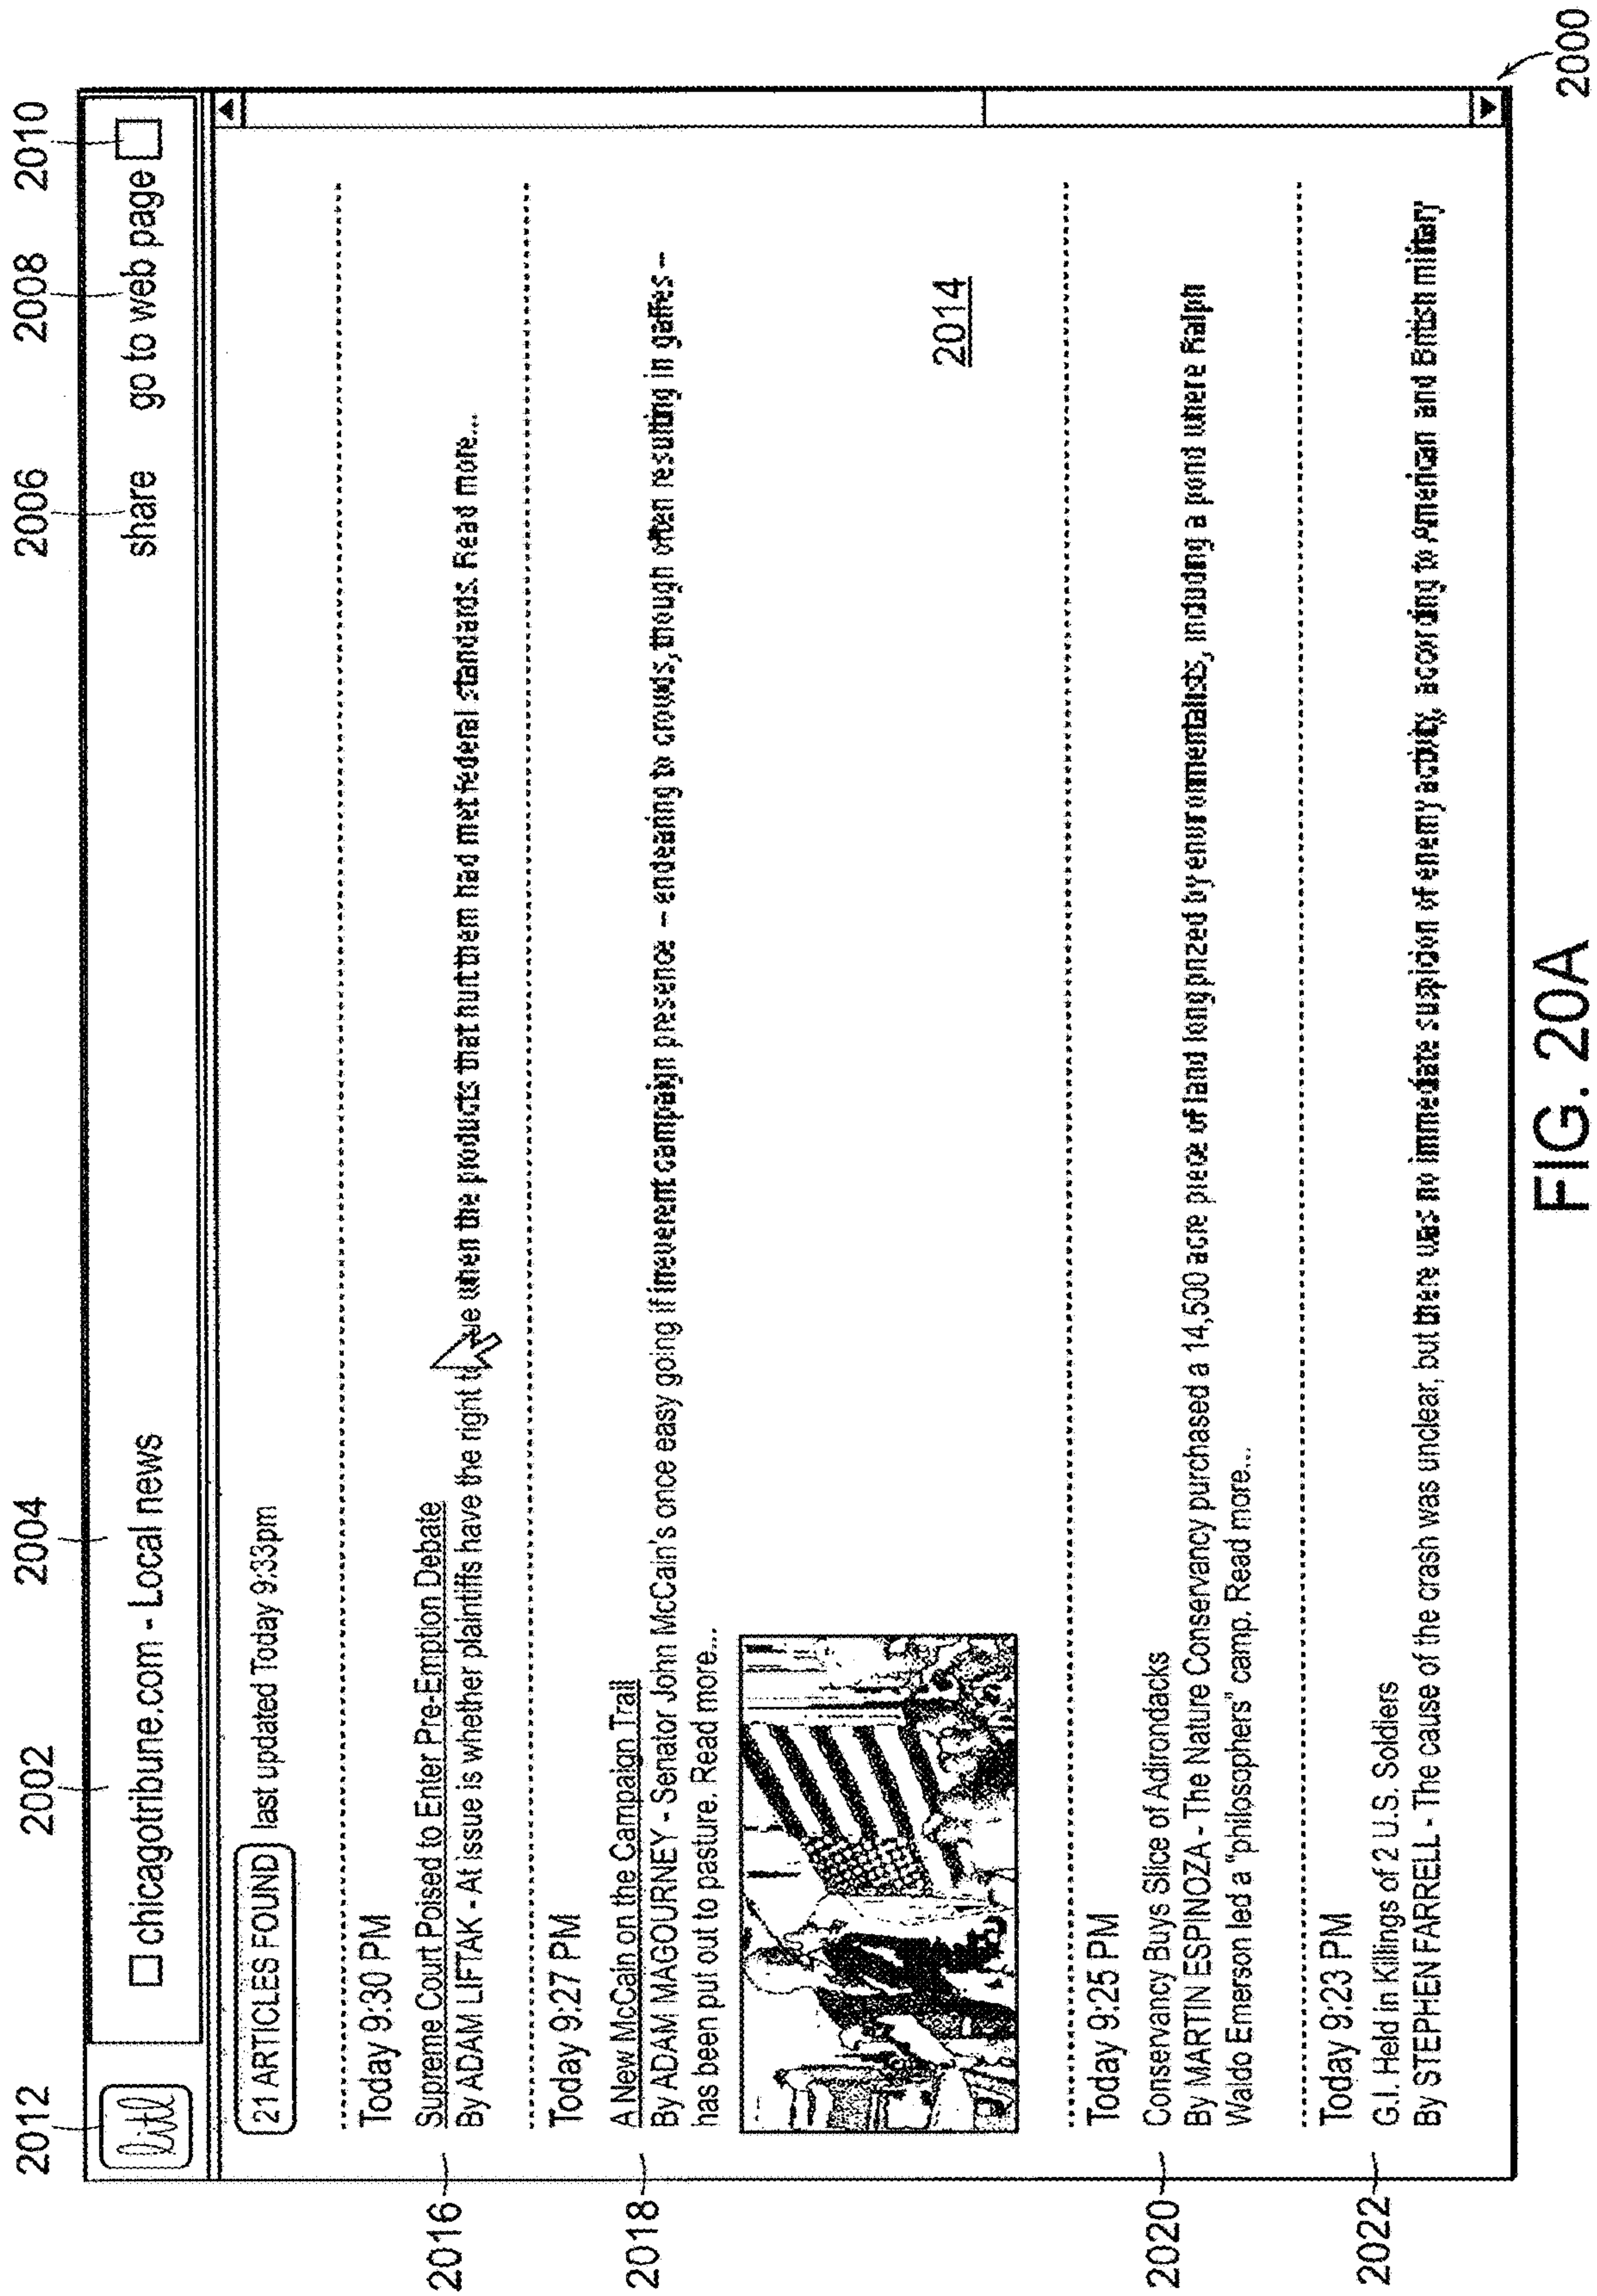 2012 2002 2004 2006 2008 2010
litl
□ chicagotribune.com - Local news share go to web page □
21 ARTICLES FOUND last updated Today 9:33pm
Today 9:30 PM
2016
Supreme Court Poised to Enter Pre-Emption Debate
By ADAM LIFTAK - At issue is whether plaintiffs have the right to sue when the products that hurt them had met federal standards. Read more...
Today 9:27 PM
2018
A New McCain on the Campaign Trail
By ADAM MAGOURNEY - Senator John McCain's once easy going if irreverent campaign presence – endearing to crowds, though often resulting in gaffes –
has been put out to pasture. Read more...
2014
Today 9:25 PM
2020
Conservancy Buys Slice of Adirondacks
By MARTIN ESPINOZA - The Nature Conservancy purchased a 14,500 acre piece of land long prized by environmentalists, including a pond where Ralph
Waldo Emerson led a "philosophers" camp. Read more...
Today 9:23 PM
2022
G.I. Held in Killings of 2 U.S. Soldiers
By STEPHEN FARRELL - The cause of the crash was unclear, but there was no immediate suspicion of enemy activity, according to American and British military
2000
FIG. 20A